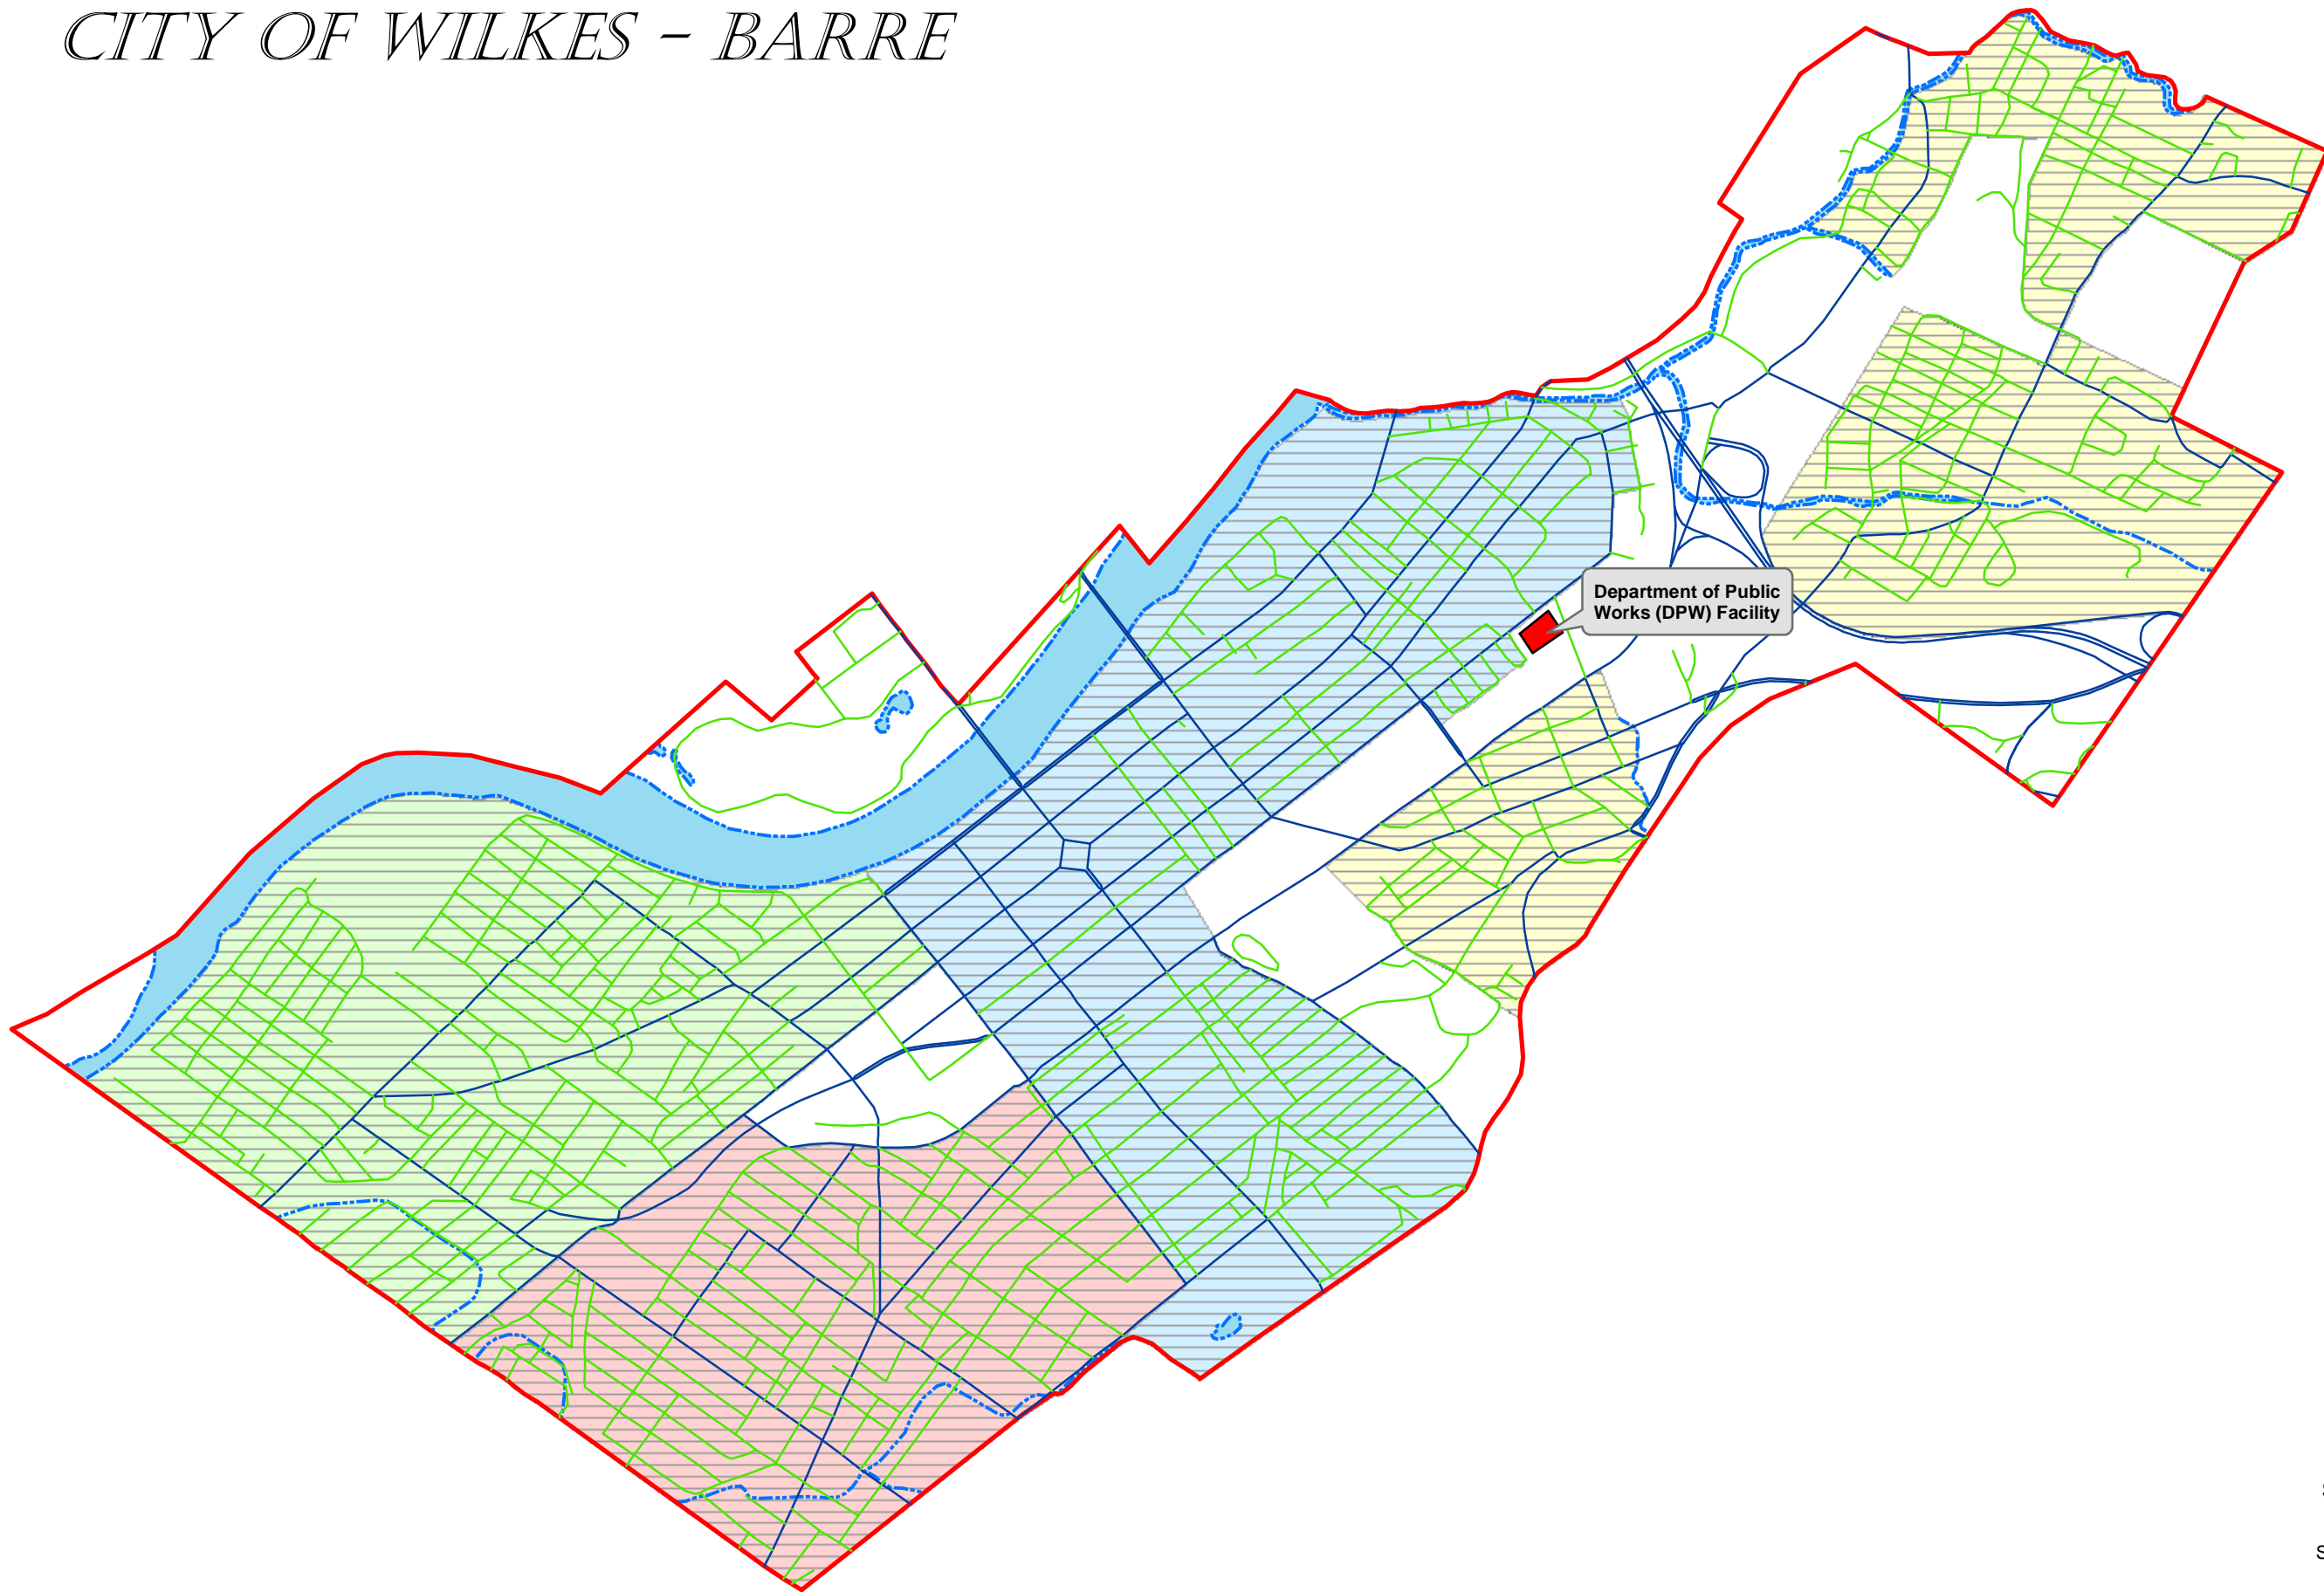 CITY OF WILKES - BARRE
Department of Public
Works (DPW) Facility
S
S